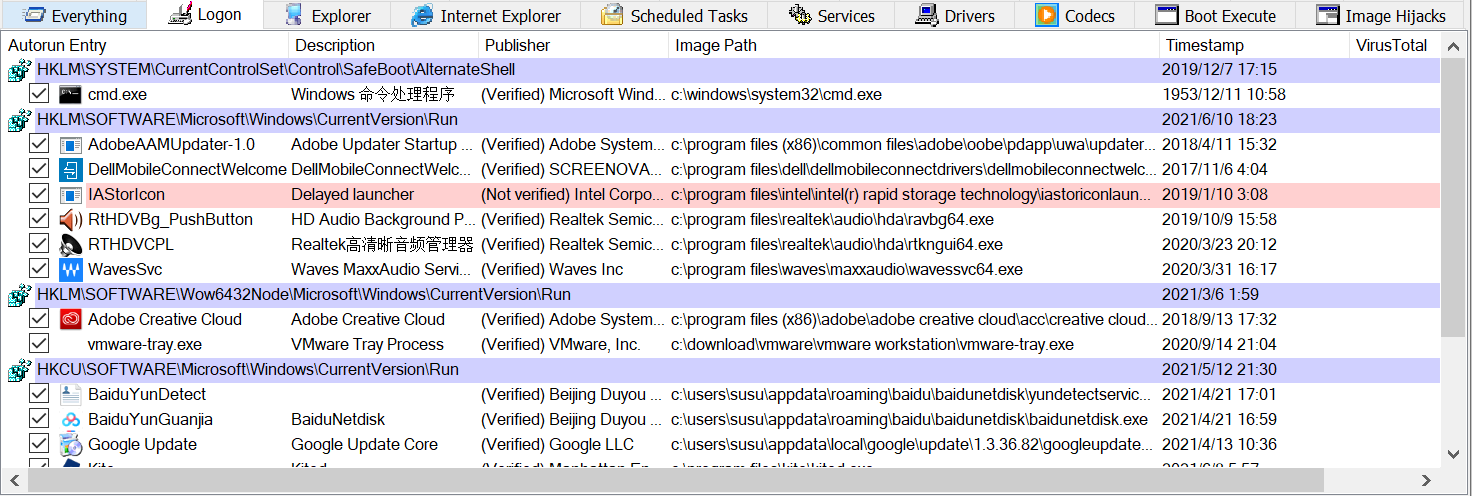 Everything Logon Explorer Internet Explorer Scheduled Tasks Services Drivers Codecs Boot Execute Image Hijacks
Autorun Entry Description Publisher Image Path Timestamp VirusTotal
HKLM\SYSTEM\CurrentControlSet\Control\SafeBoot\AlternateShell 2019/12/7 17:15
cmd.exe Windows 命令处理程序 (Verified) Microsoft Wind... c:\windows\system32\cmd.exe 1953/12/11 10:58
HKLM\SOFTWARE\Microsoft\Windows\CurrentVersion\Run 2021/6/10 18:23
AdobeAAMUpdater-1.0 Adobe Updater Startup ... (Verified) Adobe System... c:\program files (x86)\common files\adobe\oobe\pdapp\uwa\updater... 2018/4/11 15:32
DellMobileConnectWelcome DellMobileConnectWelc... (Verified) SCREENOVA... c:\program files\dell\dellmobileconnectdrivers\dellmobileconnectwelc... 2017/11/6 4:04
IAStorIcon Delayed launcher (Not verified) Intel Corpo... c:\program files\intel\intel(r) rapid storage technology\iastoriconlaun... 2019/1/10 3:08
RtHDVBg_PushButton HD Audio Background P... (Verified) Realtek Semic... c:\program files\realtek\audio\hda\ravbg64.exe 2019/10/9 15:58
RTHDVCPL Realtek高清晰音频管理器 (Verified) Realtek Semic... c:\program files\realtek\audio\hda\rtkngui64.exe 2020/3/23 20:12
WavesSvc Waves MaxxAudio Servi... (Verified) Waves Inc c:\program files\waves\maxxaudio\wavessvc64.exe 2020/3/31 16:17
HKLM\SOFTWARE\Wow6432Node\Microsoft\Windows\CurrentVersion\Run 2021/3/6 1:59
Adobe Creative Cloud Adobe Creative Cloud (Verified) Adobe System... c:\program files (x86)\adobe\adobe creative cloud\acc\creative cloud... 2018/9/13 17:32
vmware-tray.exe VMware Tray Process (Verified) VMware, Inc. c:\download\vmware\vmware workstation\vmware-tray.exe 2020/9/14 21:04
HKCU\SOFTWARE\Microsoft\Windows\CurrentVersion\Run 2021/5/12 21:30
BaiduYunDetect (Verified) Beijing Duyou ... c:\users\susu\appdata\roaming\baidu\baidunetdisk\yundetectservic... 2021/4/21 17:01
BaiduYunGuanjia BaiduNetdisk (Verified) Beijing Duyou ... c:\users\susu\appdata\roaming\baidu\baidunetdisk\baidunetdisk.exe 2021/4/21 16:59
Google Update Google Update Core (Verified) Google LLC c:\users\susu\appdata\local\google\update\1.3.36.82\googleupdate... 2021/4/13 10:36
Kite Kited (Verified) Manhattan En... c:\program files\kite\kited.exe 2021/6/8 5:57